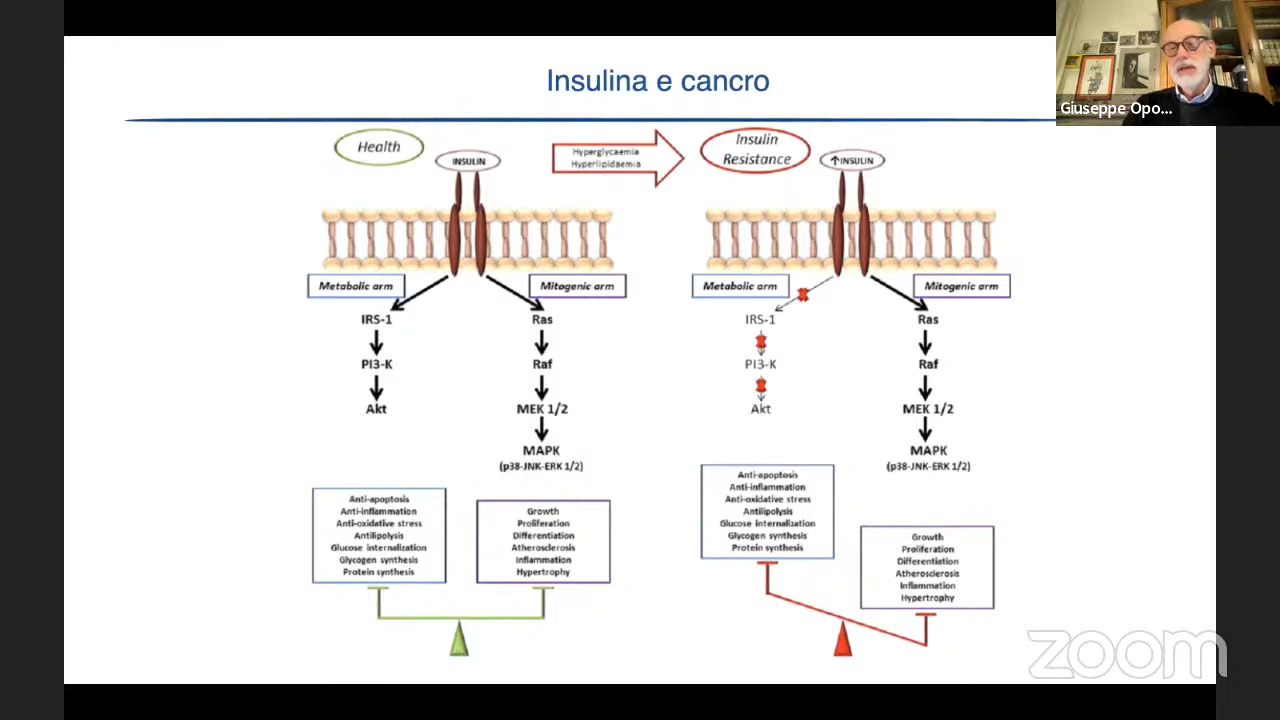 Insulina e cancro
Giuseppe Opo...
Health
INSULIN
Hyperglycaemia
Hyperlipidaemia
Insulin
Resistance
↑INSULIN
Metabolic arm
Mitogenic arm
IRS-1
Ras
PI3-K
Raf
Akt
MEK 1/2
MAPK
(p38-JNK-ERK 1/2)
Anti-apoptosis
Anti-inflammation
Anti-oxidative stress
Antilipolysis
Glucose internalization
Glycogen synthesis
Protein synthesis
Growth
Proliferation
Differentiation
Atherosclerosis
Inflammation
Hypertrophy
Metabolic arm
Mitogenic arm
IRS-1
Ras
PI3-K
Raf
Akt
MEK 1/2
MAPK
(p38-JNK-ERK 1/2)
Anti-apoptosis
Anti-inflammation
Anti-oxidative stress
Antilipolysis
Glucose internalization
Glycogen synthesis
Protein synthesis
Growth
Proliferation
Differentiation
Atherosclerosis
Inflammation
Hypertrophy
zoom